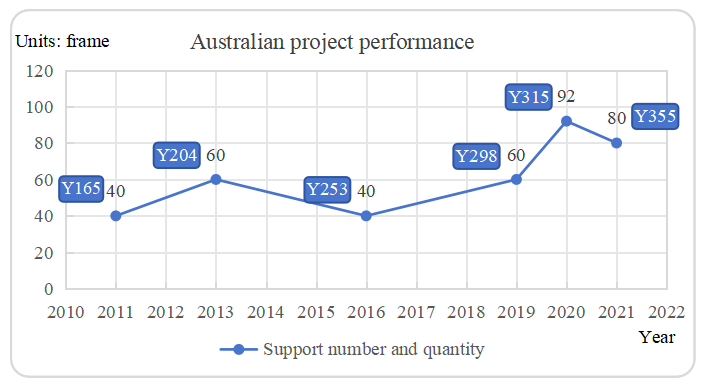 Units: frame
Australian project performance
120
100
80
60
40
20
0
Y165 40
Y204 60
Y253 40
Y298 60
Y315 92
80 Y355
2010 2011 2012 2013 2014 2015 2016 2017 2018 2019 2020 2021 2022
Year
Support number and quantity